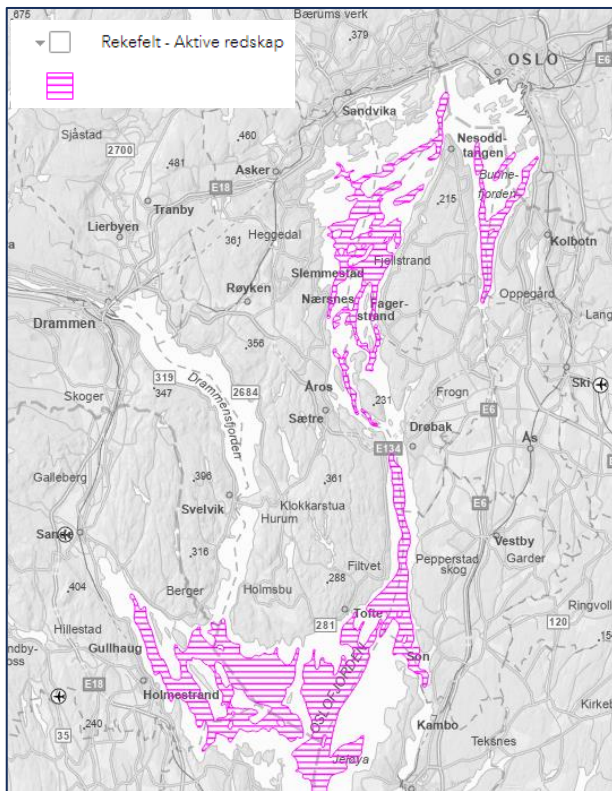 675
Bærums verk
Rekefelt - Aktive redskap
379
OSLO
E6
Sandvika
Sjåstad
460
2700
Nesodd-
tangen
481
Asker
E18
Bunne-
fjorden
Tranby
215
Lierbyen
361
Heggedal
Kolbotn
Fjellstrand
Slemmestad
Røyken
Nærsnes
Oppegård
Fager-
strand
Drammen
Lang
356
319
2684
Ski
347
Åros
231
Skoger
Drammensfjorden
Frogn
Sætre
E6
Drøbak
Ås
E134
Galleberg
396
361
Svelvik
Klokkarstua
E6
Hurum
Sande
Vestby
316
Filtvet
Pepperstad
skog
Garder
Berger
Holmsbu
288
404
Tofte
Ringvoll
281
120
Hillestad
Gullhaug
Son
E18
OSLOFJORDEN
Holmestrand
Kambo
240
35
Teksnes
Jeløya